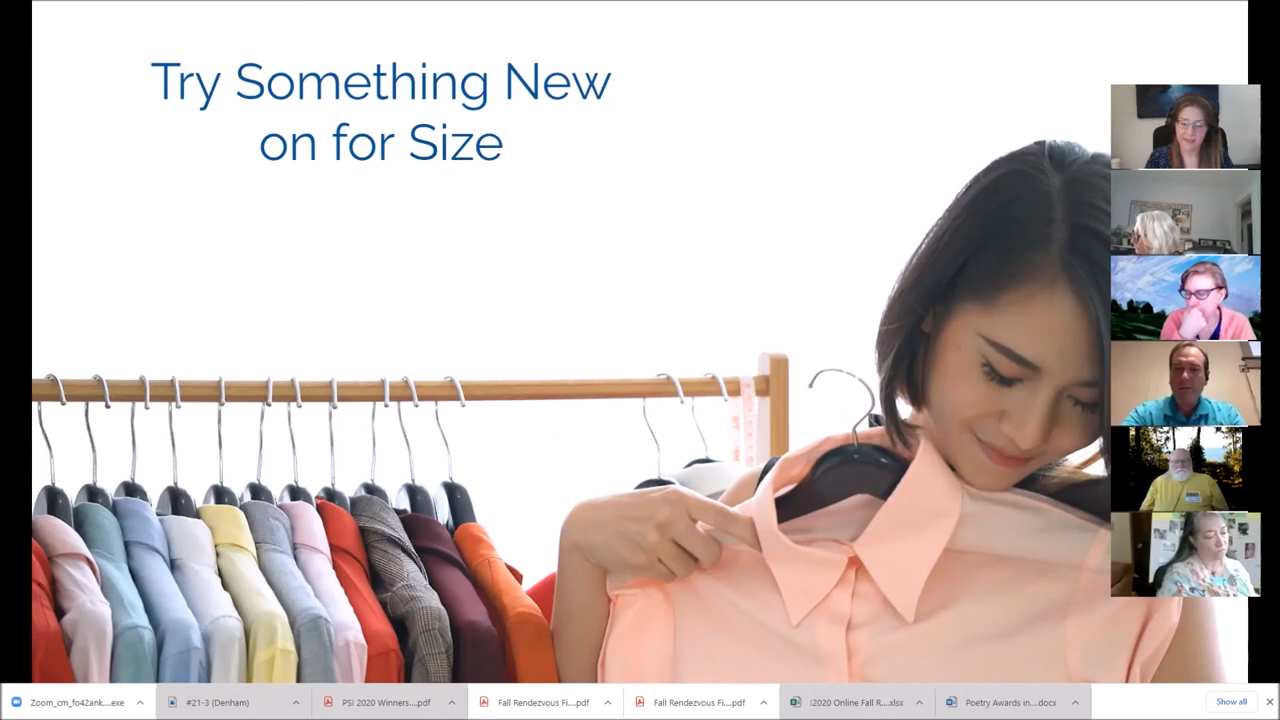 Try Something New
on for Size
Zoom_cm_fo42ank....exe
#21-3 (Denham)
PSI 2020 Winners....pdf
Fall Rendezvous Fi....pdf
Fall Rendezvous Fi....pdf
!2020 Online Fall R....xlsx
Poetry Awards in....docx
Show all